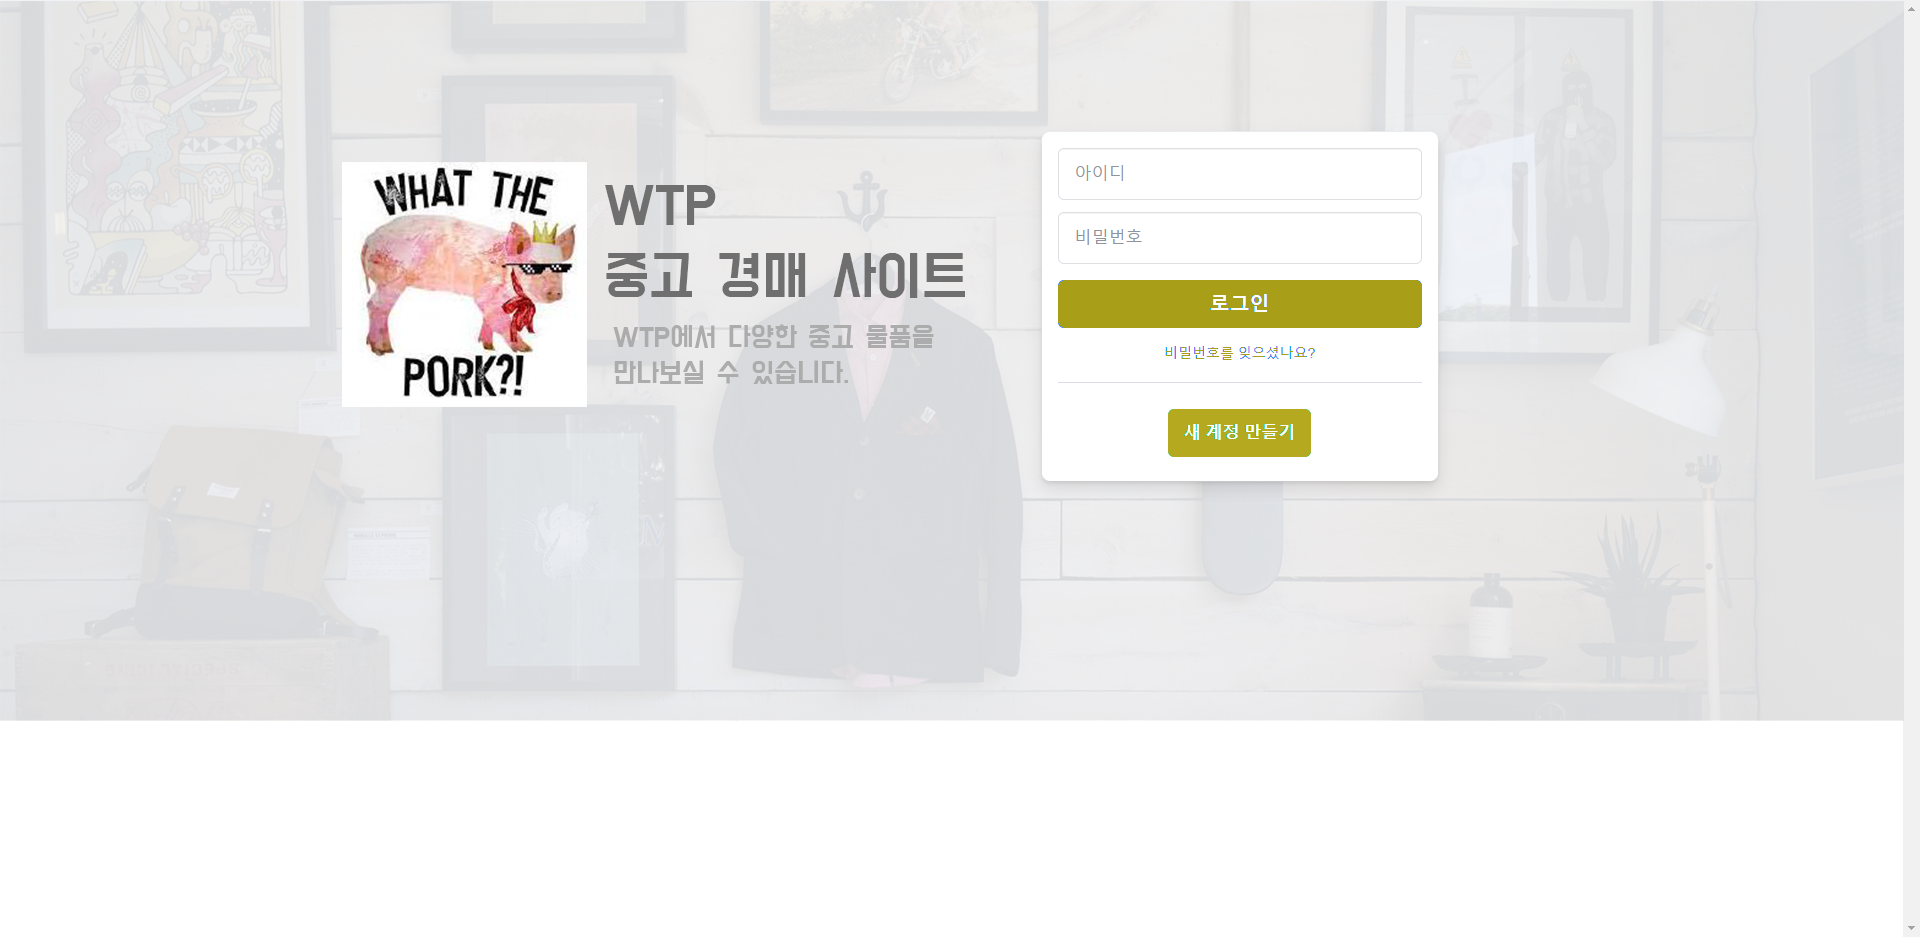 WHAT THE
PORK?!
WTP
중고 경매 사이트
WTP에서 다양한 중고 물품을
만나보실 수 있습니다.
아이디
비밀번호
로그인
비밀번호를 잊으셨나요?
새 계정 만들기